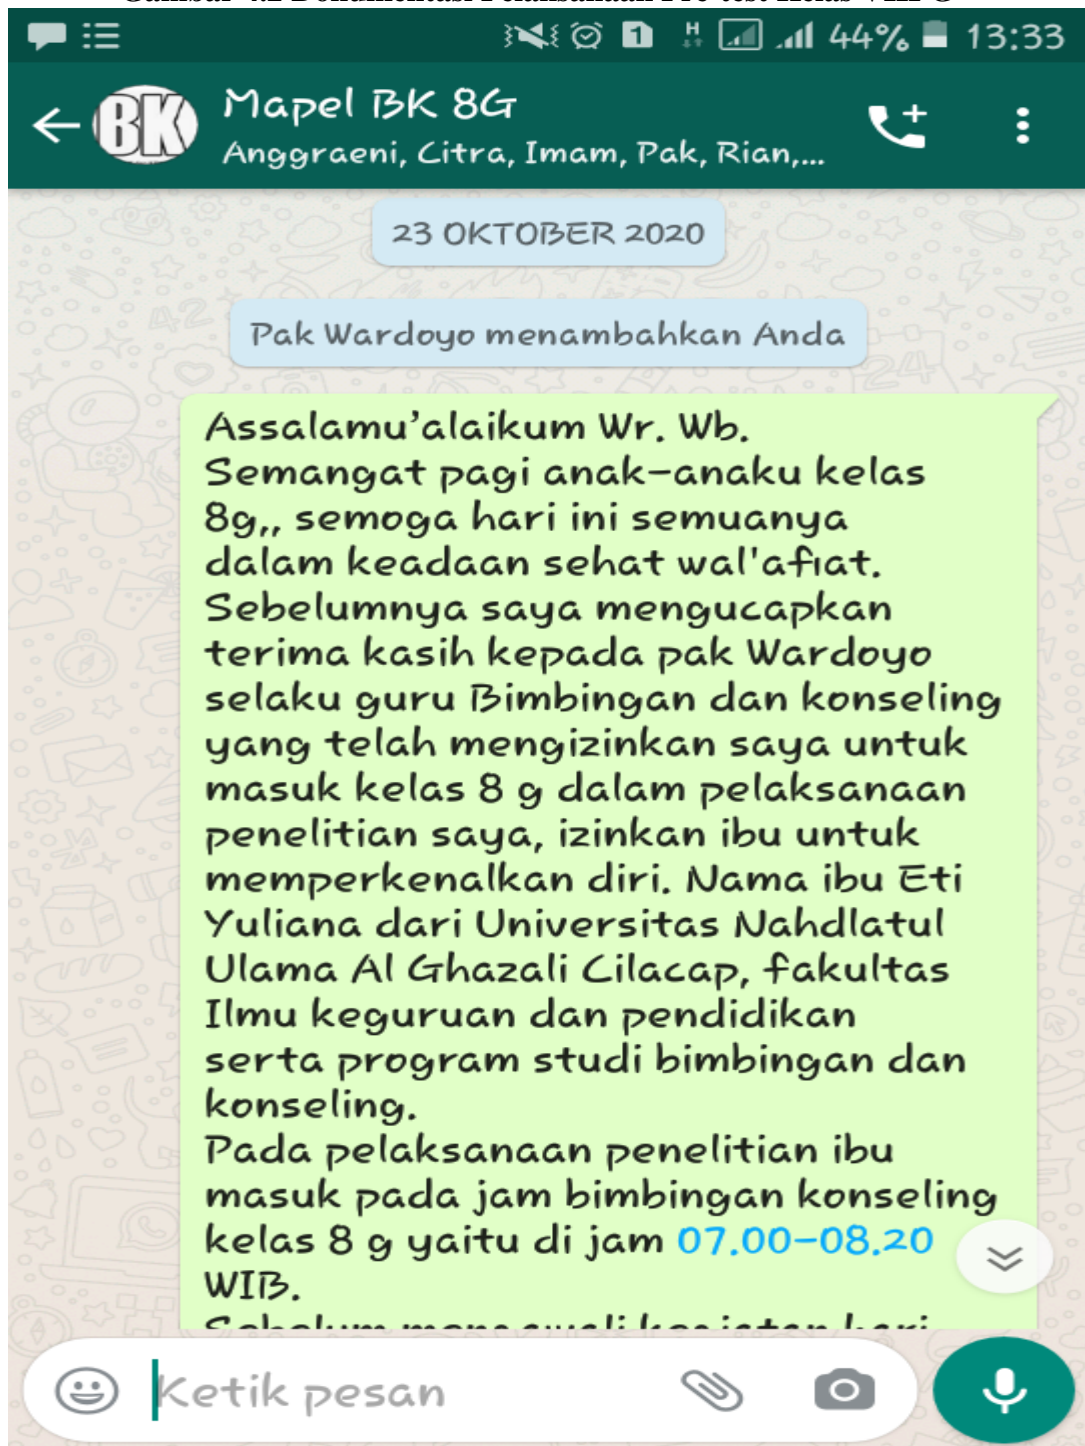 13:33
44%
BK
Mapel BK 8G
Anggraeni, Citra, Imam, Pak, Rian,...
23 OKTOBER 2020
Pak Wardoyo menambahkan Anda
Assalamu'alaikum Wr. Wb.
Semangat pagi anak-anaku kelas
8g,, semoga hari ini semuanya
dalam keadaan sehat wal'afiat.
Sebelumnya saya mengucapkan
terima kasih kepada pak Wardoyo
selaku guru Bimbingan dan konseling
yang telah mengizinkan saya untuk
masuk kelas 8 g dalam pelaksanaan
penelitian saya, izinkan ibu untuk
memperkenalkan diri. Nama ibu Eti
Yuliana dari Universitas Nahdlatul
Ulama Al Ghazali Cilacap, fakultas
Ilmu keguruan dan pendidikan
serta program studi bimbingan dan
konseling.
Pada pelaksanaan penelitian ibu
masuk pada jam bimbingan konseling
kelas 8 g yaitu di jam 07.00-08.20
WIB.
Ketik pesan